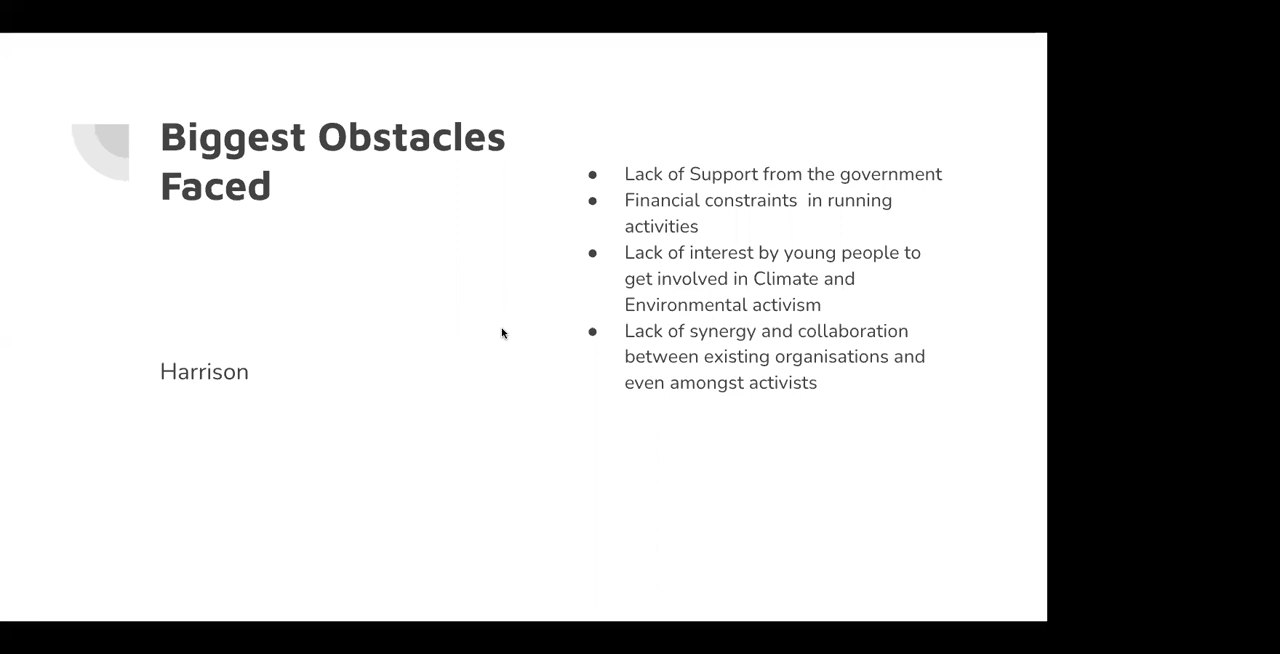 Biggest Obstacles
Faced
Harrison
● Lack of Support from the government
● Financial constraints  in running
activities
● Lack of interest by young people to
get involved in Climate and
Environmental activism
● Lack of synergy and collaboration
between existing organisations and
even amongst activists